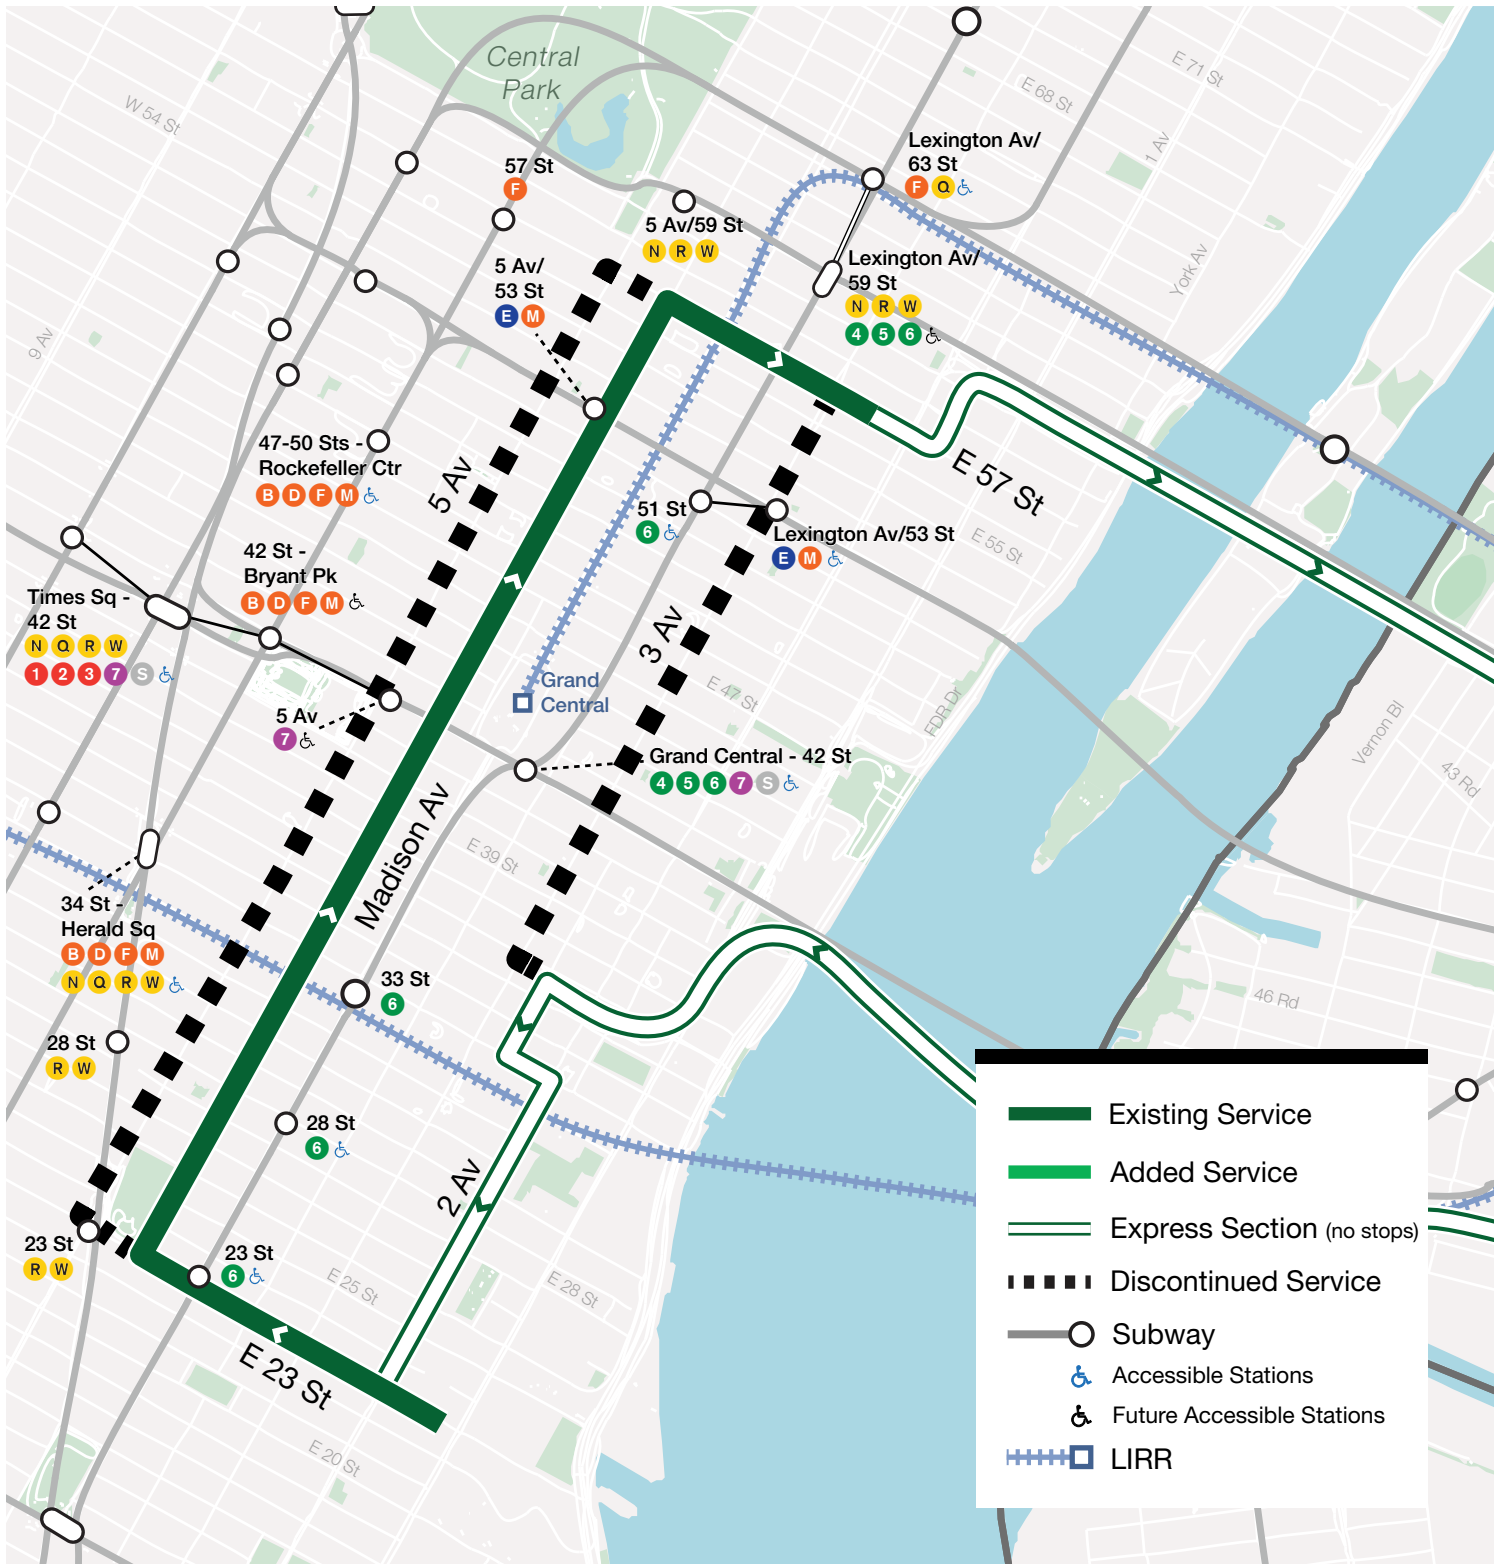 Central
Park
E 71 St
E 68 St
W 54 St
1 Av
Lexington Av/
63 St
F Q
57 St
F
5 Av/59 St
N R W
York Av
5 Av/
53 St
E M
Lexington Av/
59 St
N R W
4 5 6
9 Av
47-50 Sts -
Rockefeller Ctr
B D F M
5 Av
E 57 St
51 St
6
Lexington Av/53 St
E M
E 55 St
42 St -
Bryant Pk
B D F M
Times Sq -
42 St
N Q R W
1 2 3 7 S
3 Av
Grand
Central
E 47 St
FDR Dr
5 Av
7
Vernon Bl
43 Rd
Grand Central - 42 St
4 5 6 7 S
Madison Av
E 39 St
34 St -
Herald Sq
B D F M
N Q R W
33 St
6
46 Rd
28 St
R W
28 St
6
2 Av
23 St
R W
23 St
6
E 25 St
E 28 St
E 23 St
E 20 St
Existing Service
Added Service
Express Section (no stops)
Discontinued Service
Subway
Accessible Stations
Future Accessible Stations
LIRR